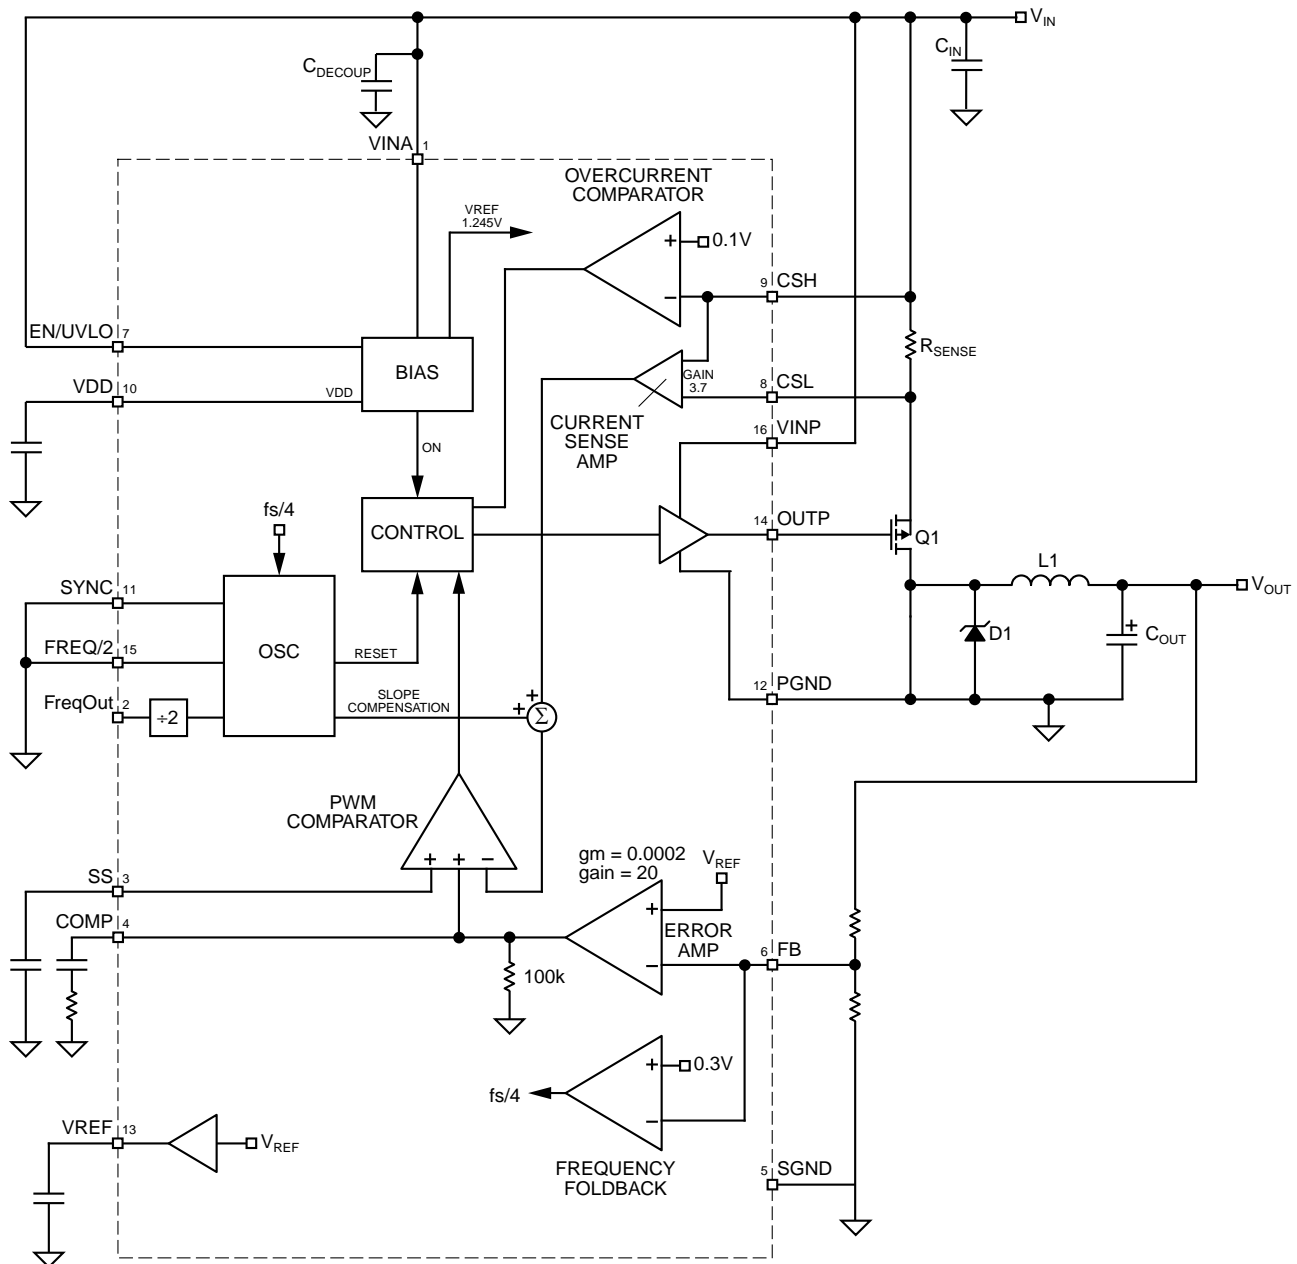 VIN
CIN
CDECOUP
VINA 1
OVERCURRENT
COMPARATOR
VREF
1.245V
+ 0.1V
−
9 CSH
EN/UVLO 7
RSENSE
BIAS
GAIN
3.7
8 CSL
VDD 10
VDD
CURRENT
SENSE
AMP
16 VINP
ON
fs/4
CONTROL
14 OUTP
Q1
L1
SYNC 11
VOUT
FREQ/2 15
OSC
RESET
D1
+
COUT
FreqOut 2
÷2
SLOPE
COMPENSATION
+
+
Σ
12 PGND
PWM
COMPARATOR
+ + −
gm = 0.0002
gain = 20
VREF
SS 3
+
ERROR
AMP
−
COMP 4
6 FB
100k
+ 0.3V
fs/4
−
VREF 13
VREF
FREQUENCY
FOLDBACK
5 SGND